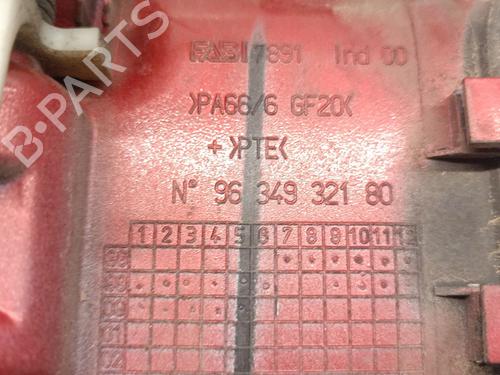 FABI 7891 Ind 00
>PA66/6 GF20<
+ >PTE<
N° 96 349 321 80
1 2 3 4 5 6 7 8 9 10 11 12
B-PARTS